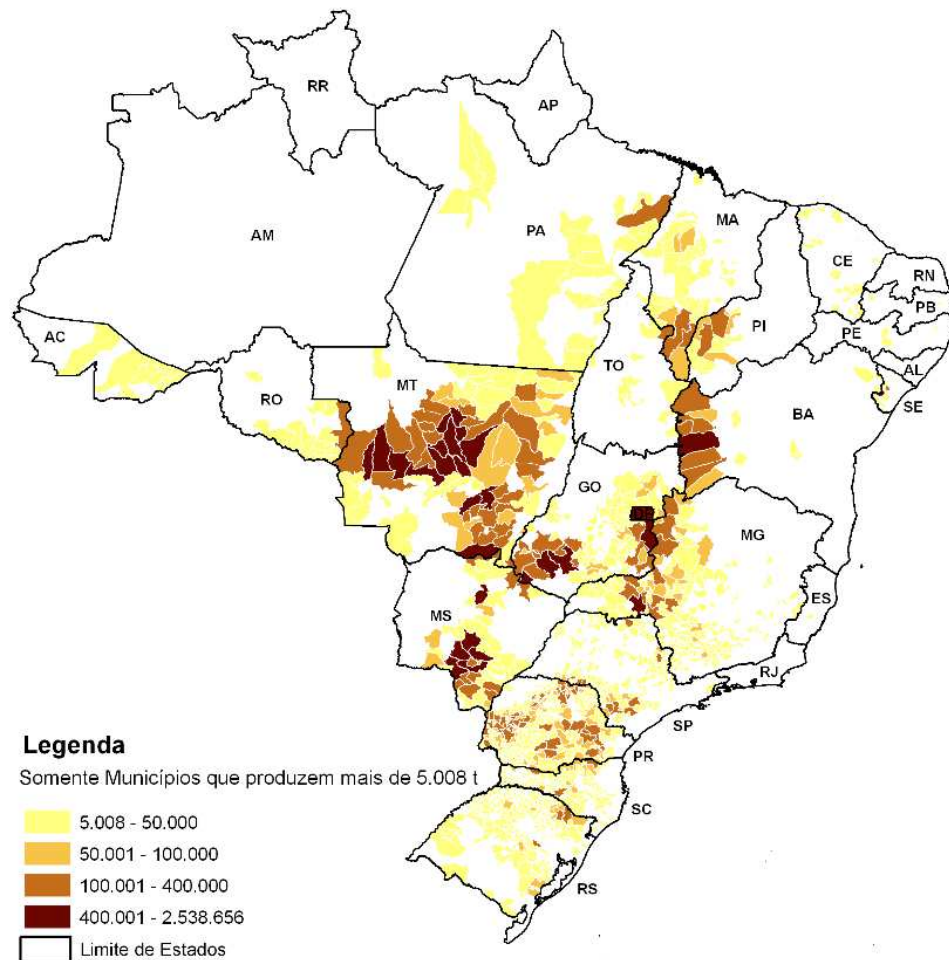 RR
AP
AM
PA
MA
CE
RN
PB
PE
PI
AL
SE
AC
TO
RO
MT
BA
GO
DF
MG
MS
ES
RJ
SP
PR
SC
RS
Legenda
Somente Municípios que produzem mais de 5.008 t
5.008 - 50.000
50.001 - 100.000
100.001 - 400.000
400.001 - 2.538.656
Limite de Estados